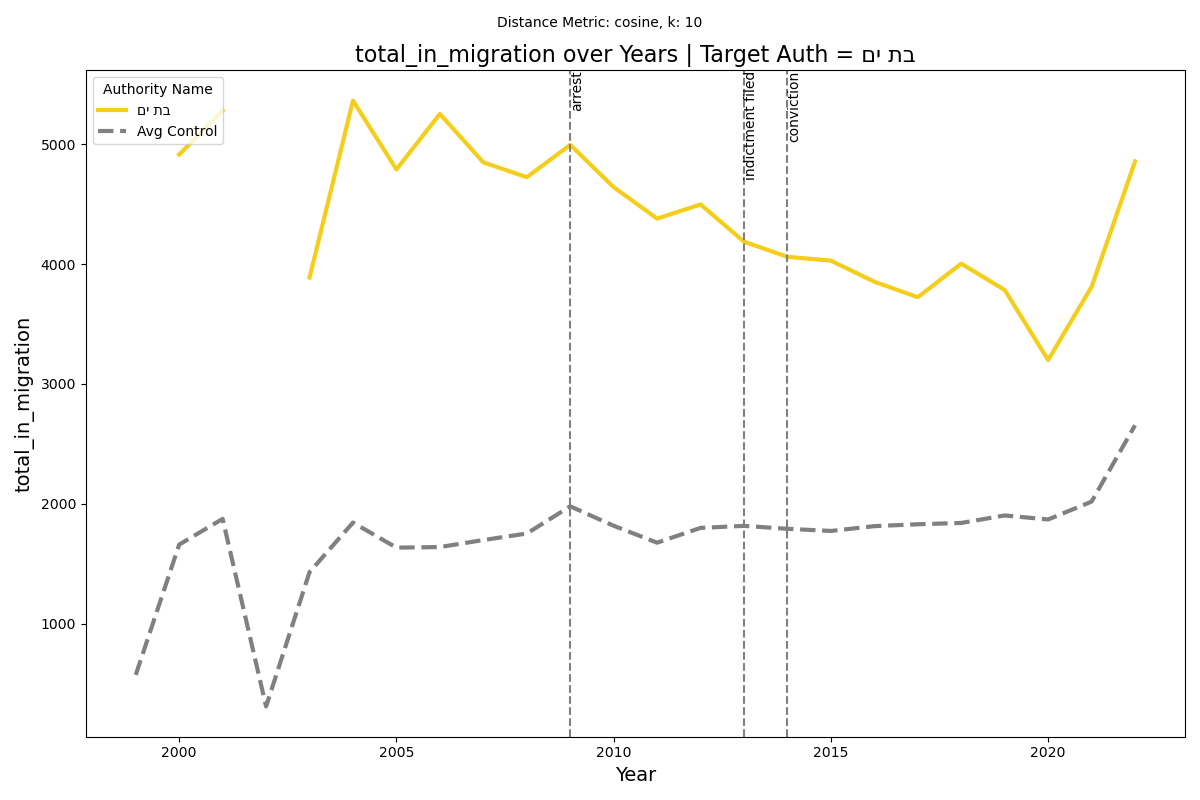 Distance Metric: cosine, k: 10
total_in_migration over Years | Target Auth = בת ים
Authority Name
בת ים
Avg Control
arrest
indictment filed
conviction
total_in_migration
5000
4000
3000
2000
1000
2000
2005
2010
2015
2020
Year